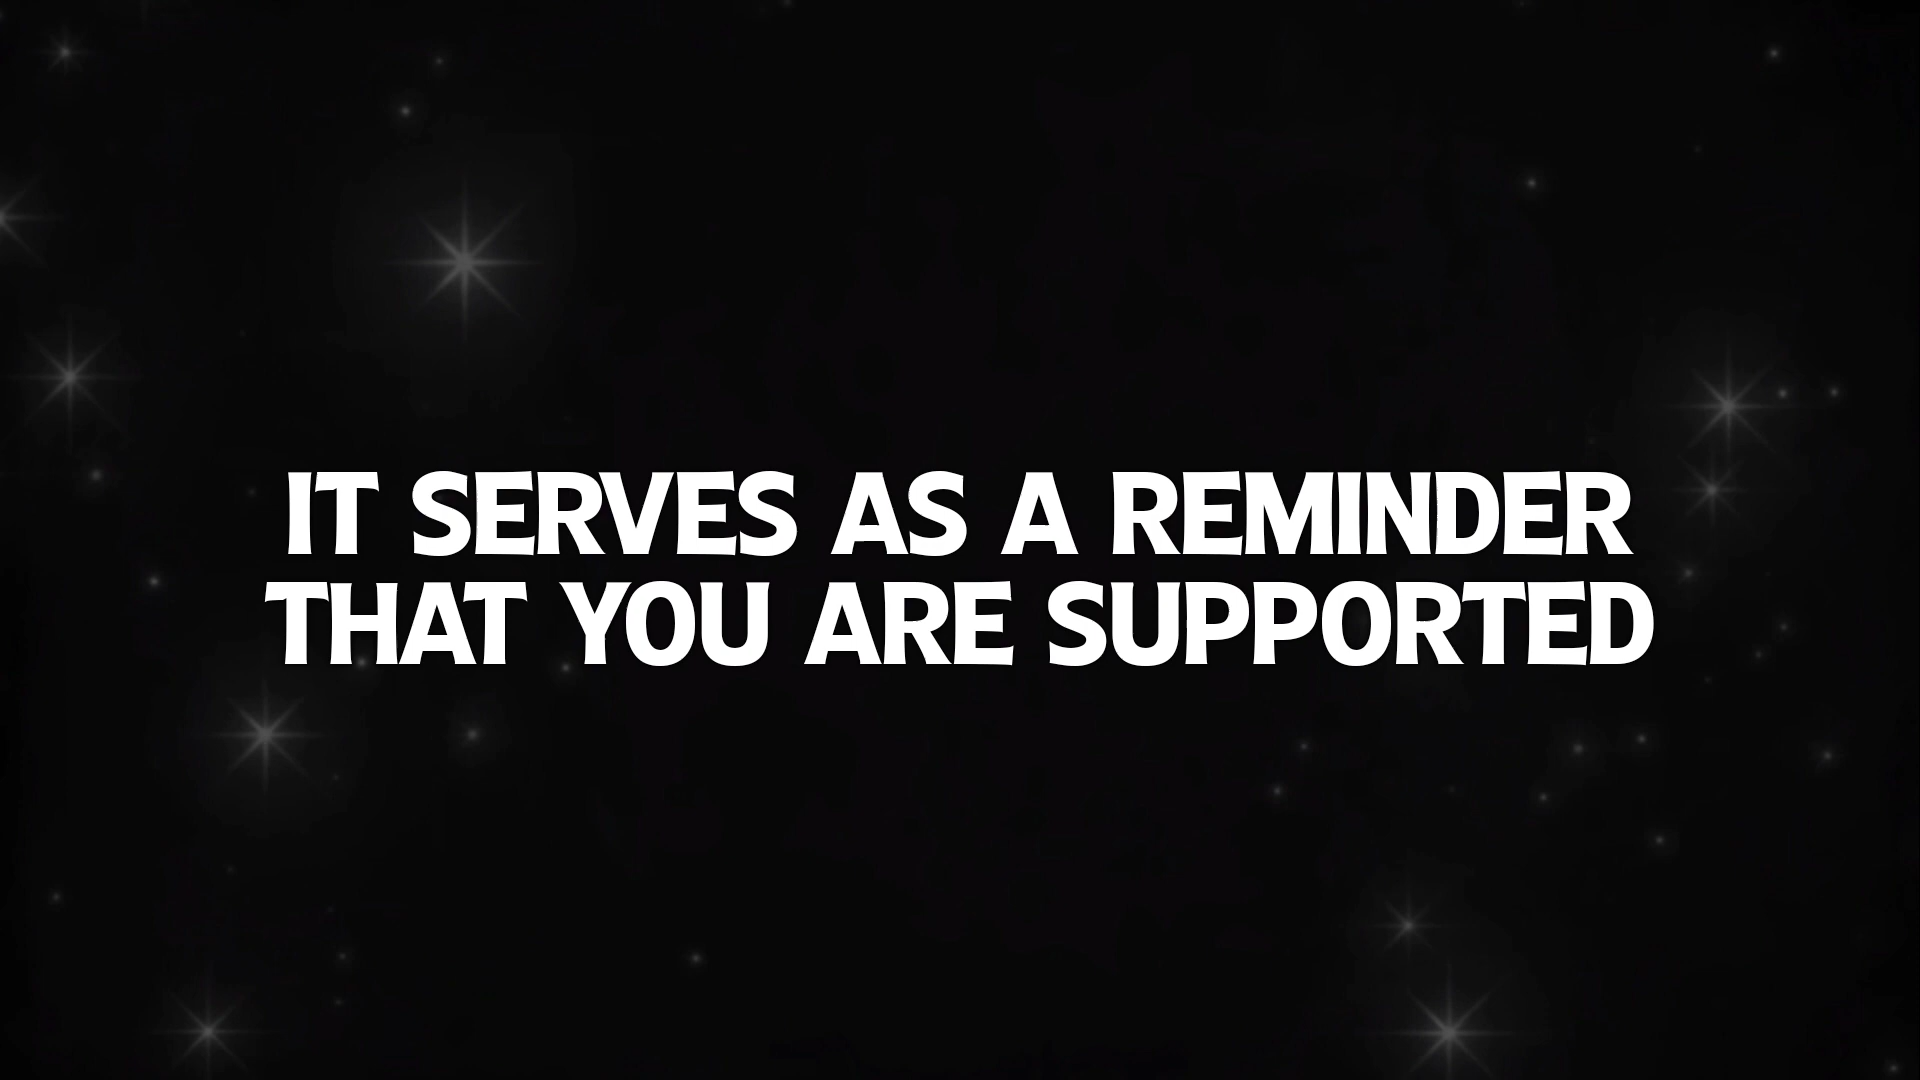 IT SERVES AS A REMINDER
THAT YOU ARE SUPPORTED